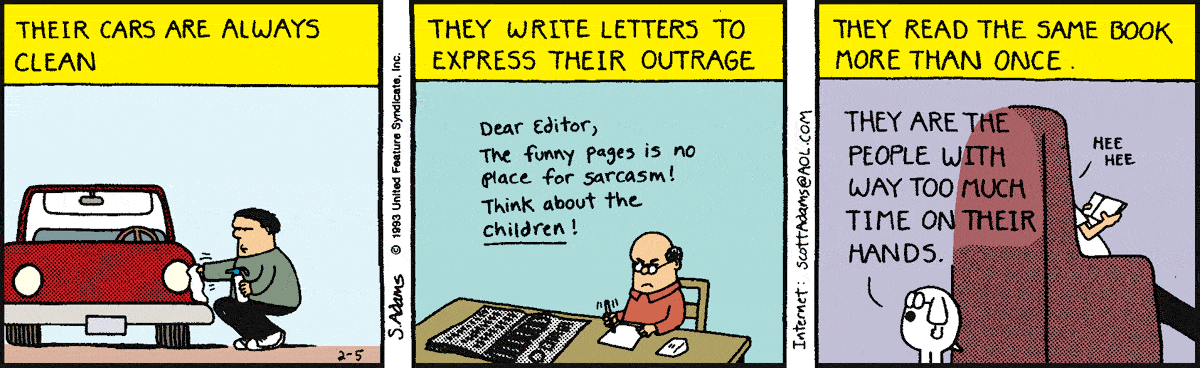 THEIR CARS ARE ALWAYS
CLEAN
2-5
S. Adams
© 1993 United Feature Syndicate, Inc.
THEY WRITE LETTERS TO
EXPRESS THEIR OUTRAGE
Dear Editor,
The funny pages is no
place for sarcasm!
Think about the
children!
Internet: ScottAdams@AOL.COM
THEY READ THE SAME BOOK
MORE THAN ONCE.
THEY ARE THE
PEOPLE WITH
WAY TOO MUCH
TIME ON THEIR
HANDS.
HEE
HEE